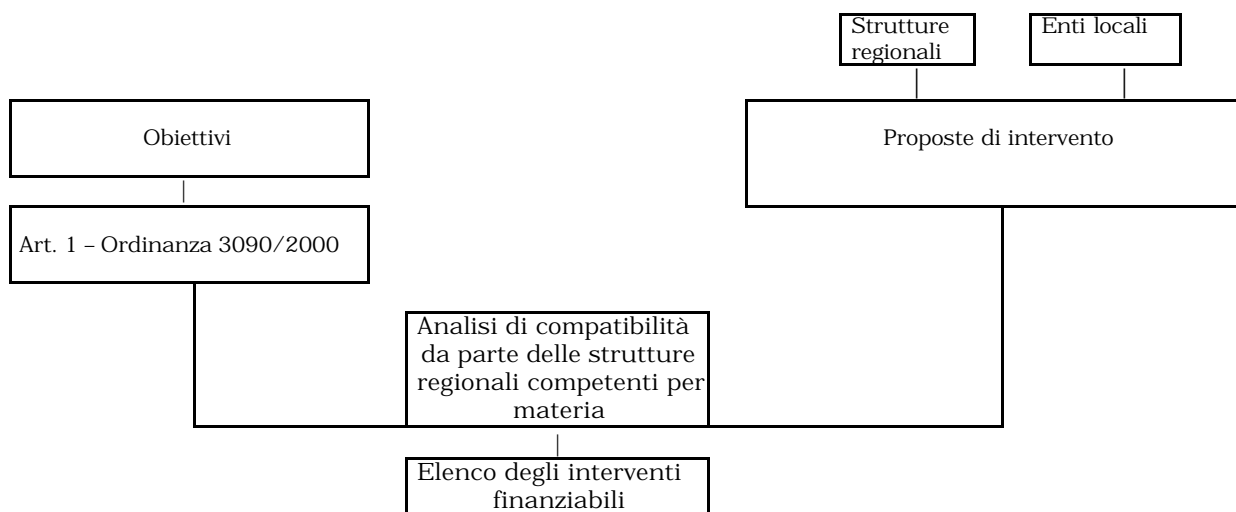 Strutture
regionali
Enti locali
Obiettivi
Proposte di intervento
Art. 1 – Ordinanza 3090/2000
Analisi di compatibilità
da parte delle strutture
regionali competenti per
materia
Elenco degli interventi
finanziabili